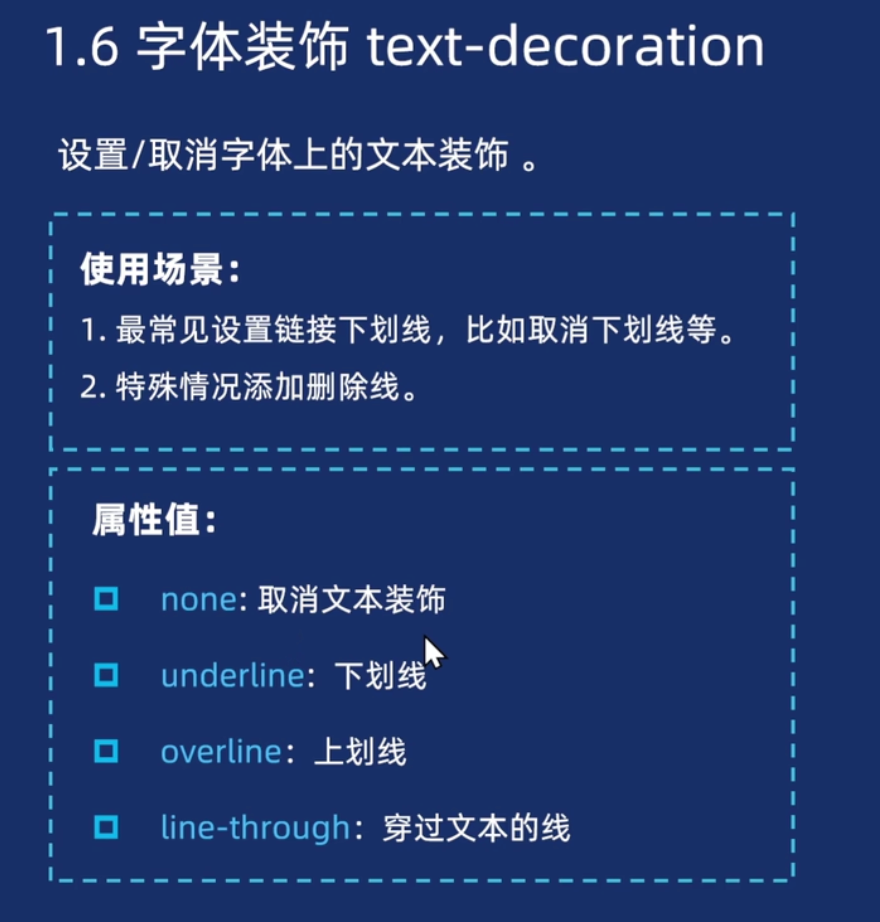 1.6 字体装饰 text-decoration
设置/取消字体上的文本装饰 。
使用场景：
1. 最常见设置链接下划线，比如取消下划线等。
2. 特殊情况添加删除线。
属性值：
none: 取消文本装饰
underline：下划线
overline：上划线
line-through：穿过文本的线